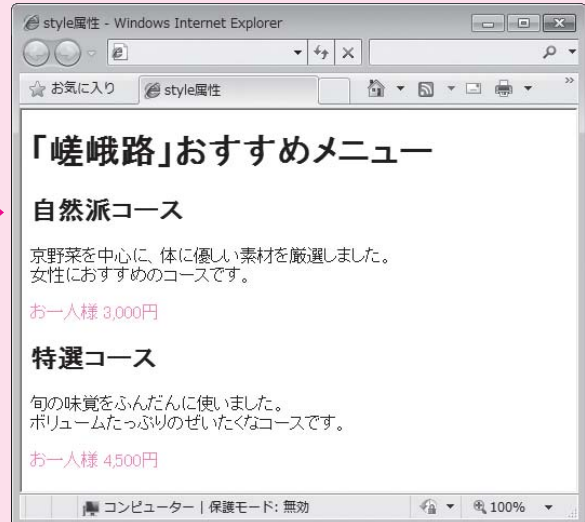 style属性 - Windows Internet Explorer
お気に入り
style属性
»
「嵯峨路」おすすめメニュー
自然派コース
京野菜を中心に、体に優しい素材を厳選しました。
女性におすすめのコースです。
お一人様 3,000円
特選コース
旬の味覚をふんだんに使いました。
ボリュームたっぷりのぜいたくなコースです。
お一人様 4,500円
コンピューター | 保護モード: 無効
100%